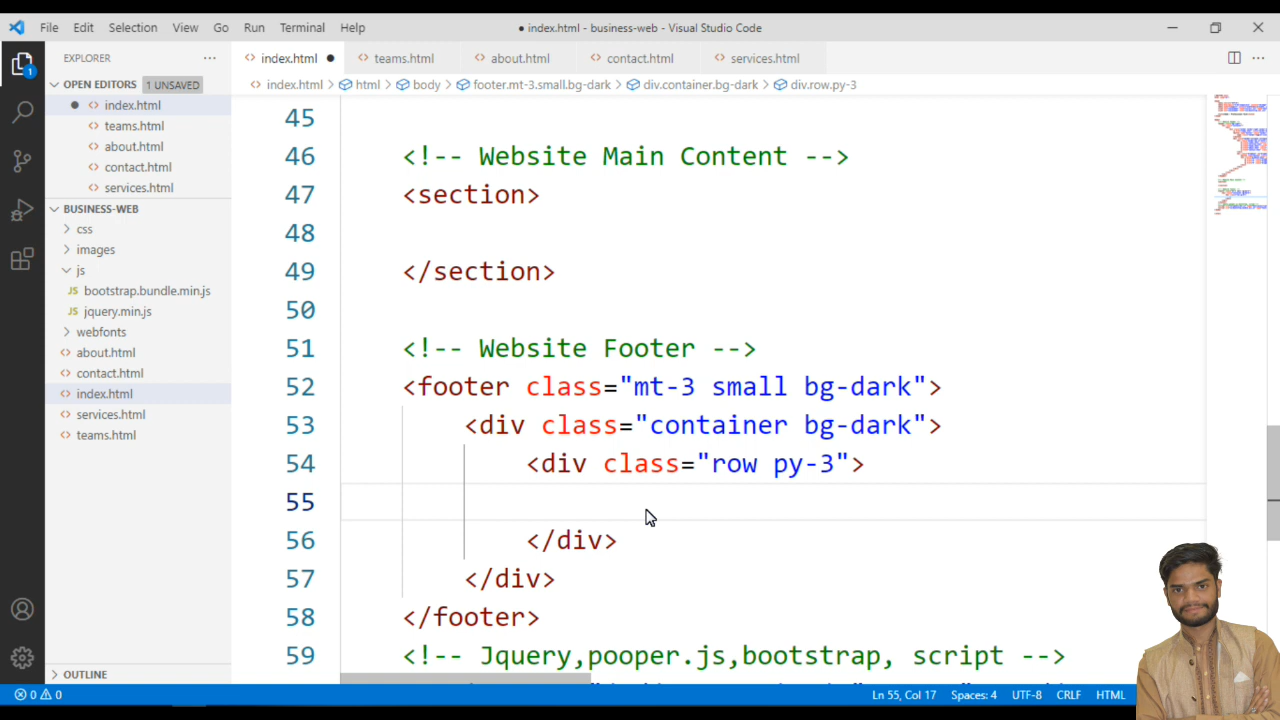 File Edit Selection View Go Run Terminal Help
● index.html - business-web - Visual Studio Code
EXPLORER ···
<> index.html ● <> teams.html <> about.html <> contact.html <> services.html
OPEN EDITORS 1 UNSAVED
<> index.html > html > body > footer.mt-3.small.bg-dark > div.container.bg-dark > div.row.py-3
● <> index.html
<> teams.html
<> about.html
<> contact.html
<> services.html
BUSINESS-WEB
css
images
js
JS bootstrap.bundle.min.js
JS jquery.min.js
webfonts
<> about.html
<> contact.html
<> index.html
<> services.html
<> teams.html
OUTLINE
1
45
46 <!-- Website Main Content -->
47 <section>
48
49 </section>
50
51 <!-- Website Footer -->
52 <footer class="mt-3 small bg-dark">
53 <div class="container bg-dark">
54 <div class="row py-3">
55
56 </div>
57 </div>
58 </footer>
59 <!-- Jquery,pooper.js,bootstrap, script -->
0 0 Ln 55, Col 17 Spaces: 4 UTF-8 CRLF HTML